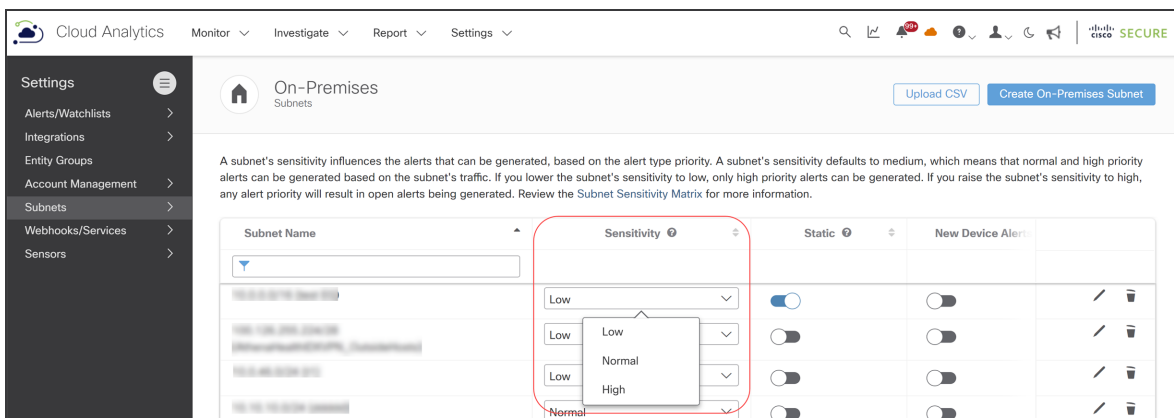 Cloud Analytics
Monitor
Investigate
Report
Settings
99+
cisco SECURE
Settings
Alerts/Watchlists
Integrations
Entity Groups
Account Management
Subnets
Webhooks/Services
Sensors
On-Premises
Subnets
Upload CSV
Create On-Premises Subnet
A subnet's sensitivity influences the alerts that can be generated, based on the alert type priority. A subnet's sensitivity defaults to medium, which means that normal and high priority
alerts can be generated based on the subnet's traffic. If you lower the subnet's sensitivity to low, only high priority alerts can be generated. If you raise the subnet's sensitivity to high,
any alert priority will result in open alerts being generated. Review the Subnet Sensitivity Matrix for more information.
Subnet Name
Sensitivity
Static
New Device Alerts
Low
Low
Low
Normal
Low
Normal
High